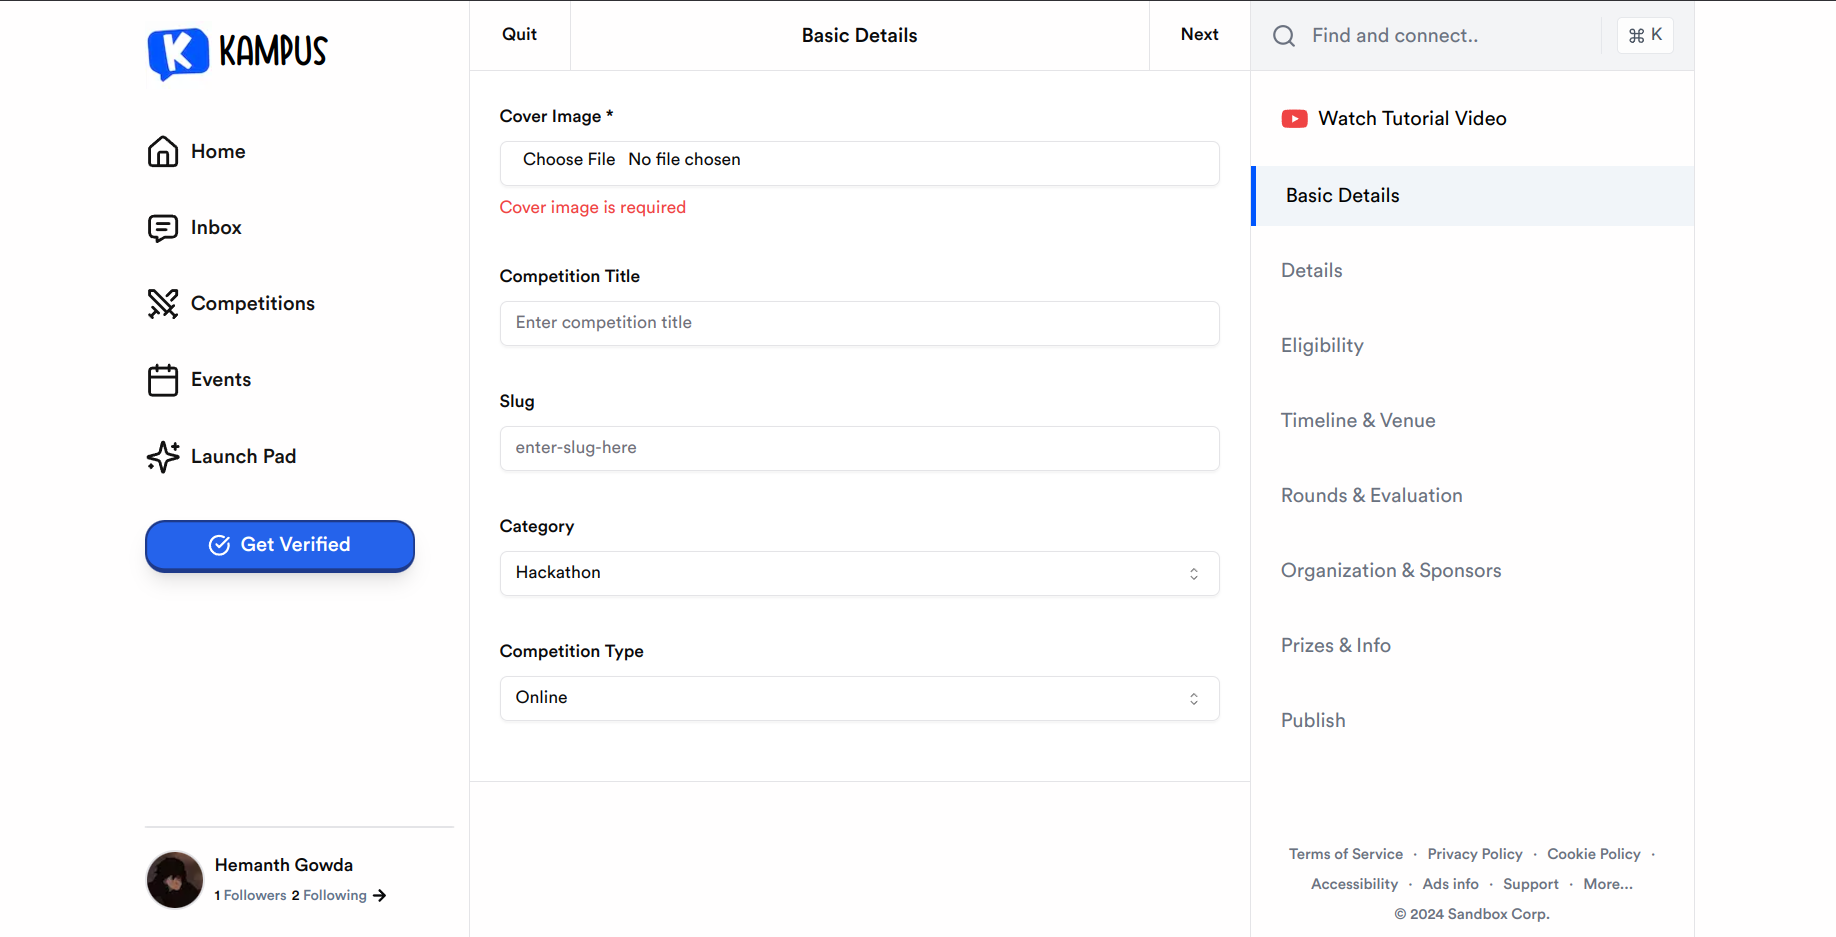 KAMPUS
Home
Inbox
Competitions
Events
Launch Pad
Get Verified
Hemanth Gowda
1 Followers 2 Following
Quit
Basic Details
Next
Cover Image *
Choose File No file chosen
Cover image is required
Competition Title
Enter competition title
Slug
enter-slug-here
Category
Hackathon
Competition Type
Online
Find and connect..
⌘ K
Watch Tutorial Video
Basic Details
Details
Eligibility
Timeline & Venue
Rounds & Evaluation
Organization & Sponsors
Prizes & Info
Publish
Terms of Service · Privacy Policy · Cookie Policy ·
Accessibility · Ads info · Support · More...
© 2024 Sandbox Corp.